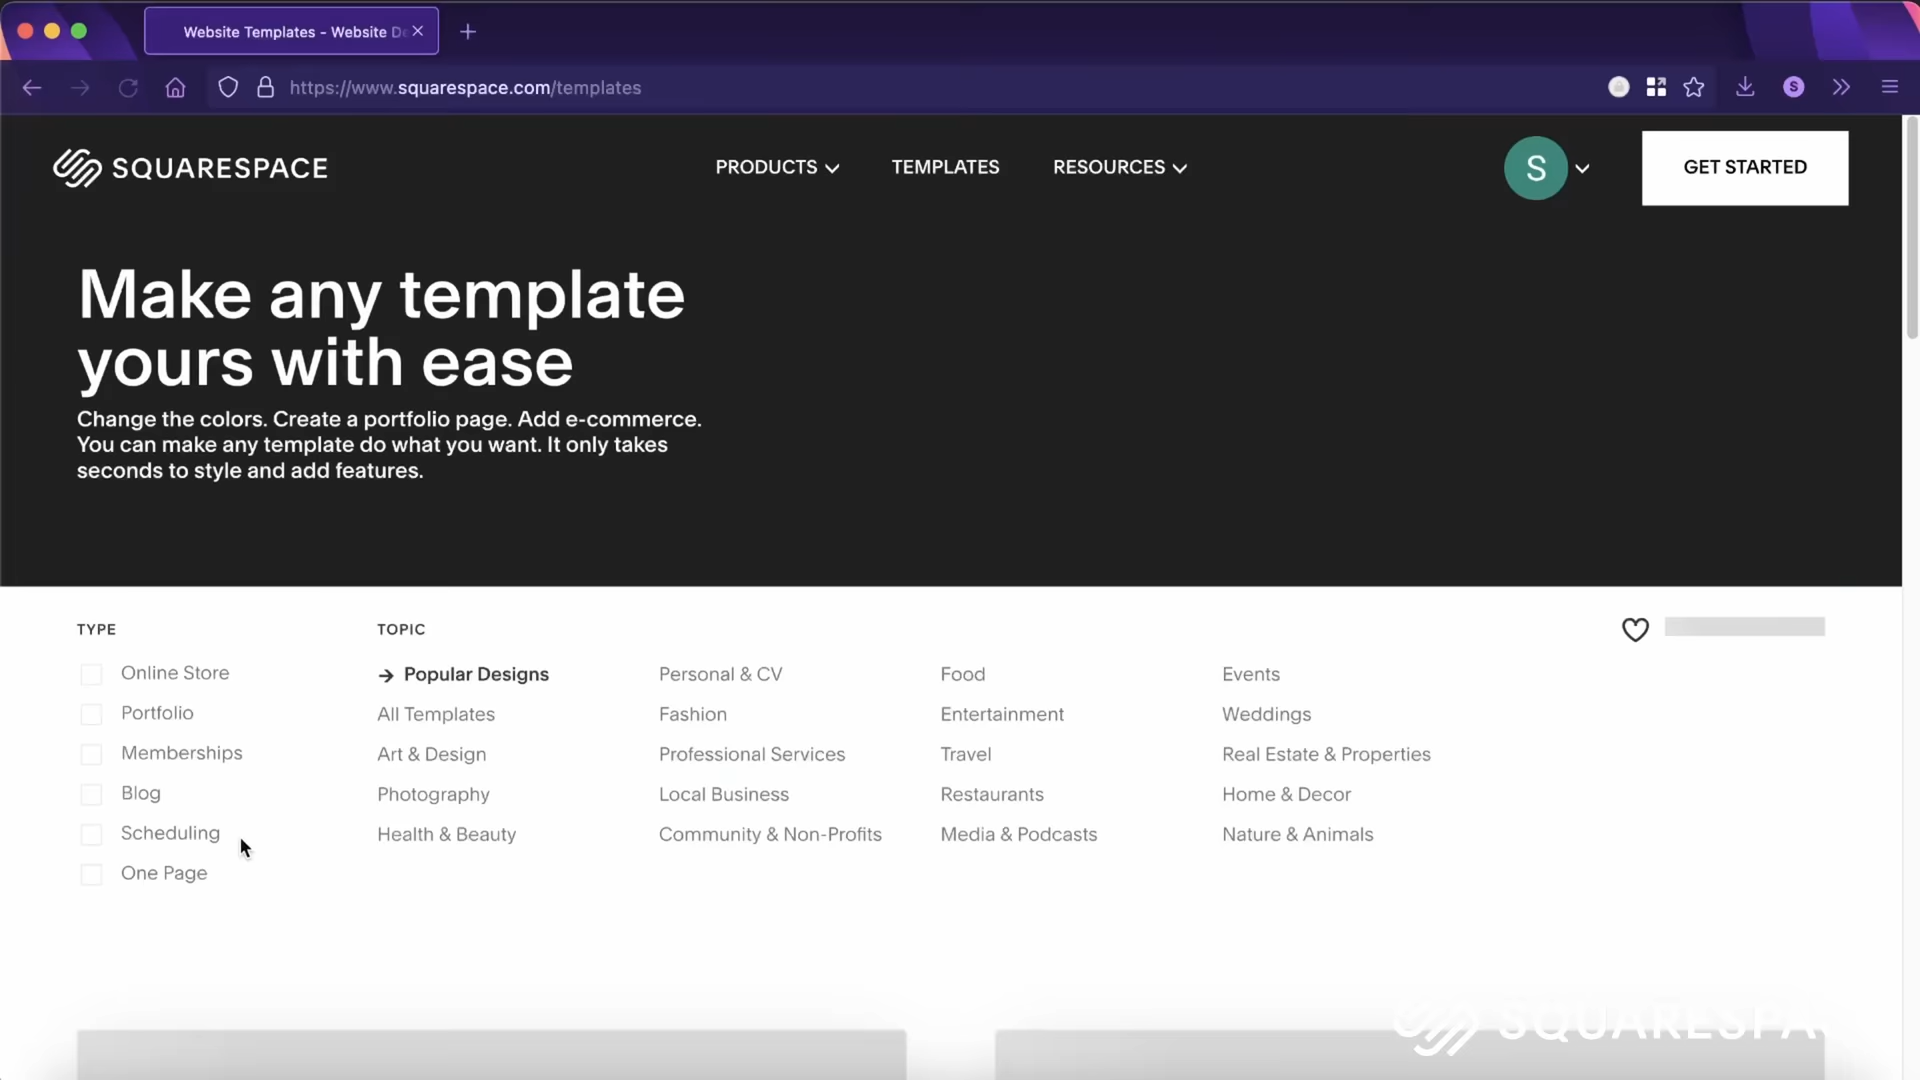 Website Templates - Website De
https://www.squarespace.com/templates
SQUARESPACE
PRODUCTS
TEMPLATES
RESOURCES
S
GET STARTED
Make any template
yours with ease
Change the colors. Create a portfolio page. Add e-commerce.
You can make any template do what you want. It only takes
seconds to style and add features.
TYPE
Online Store
Portfolio
Memberships
Blog
Scheduling
One Page
TOPIC
Popular Designs
All Templates
Art & Design
Photography
Health & Beauty
Personal & CV
Fashion
Professional Services
Local Business
Community & Non-Profits
Food
Entertainment
Travel
Restaurants
Media & Podcasts
Events
Weddings
Real Estate & Properties
Home & Decor
Nature & Animals
S
SQUARESPA